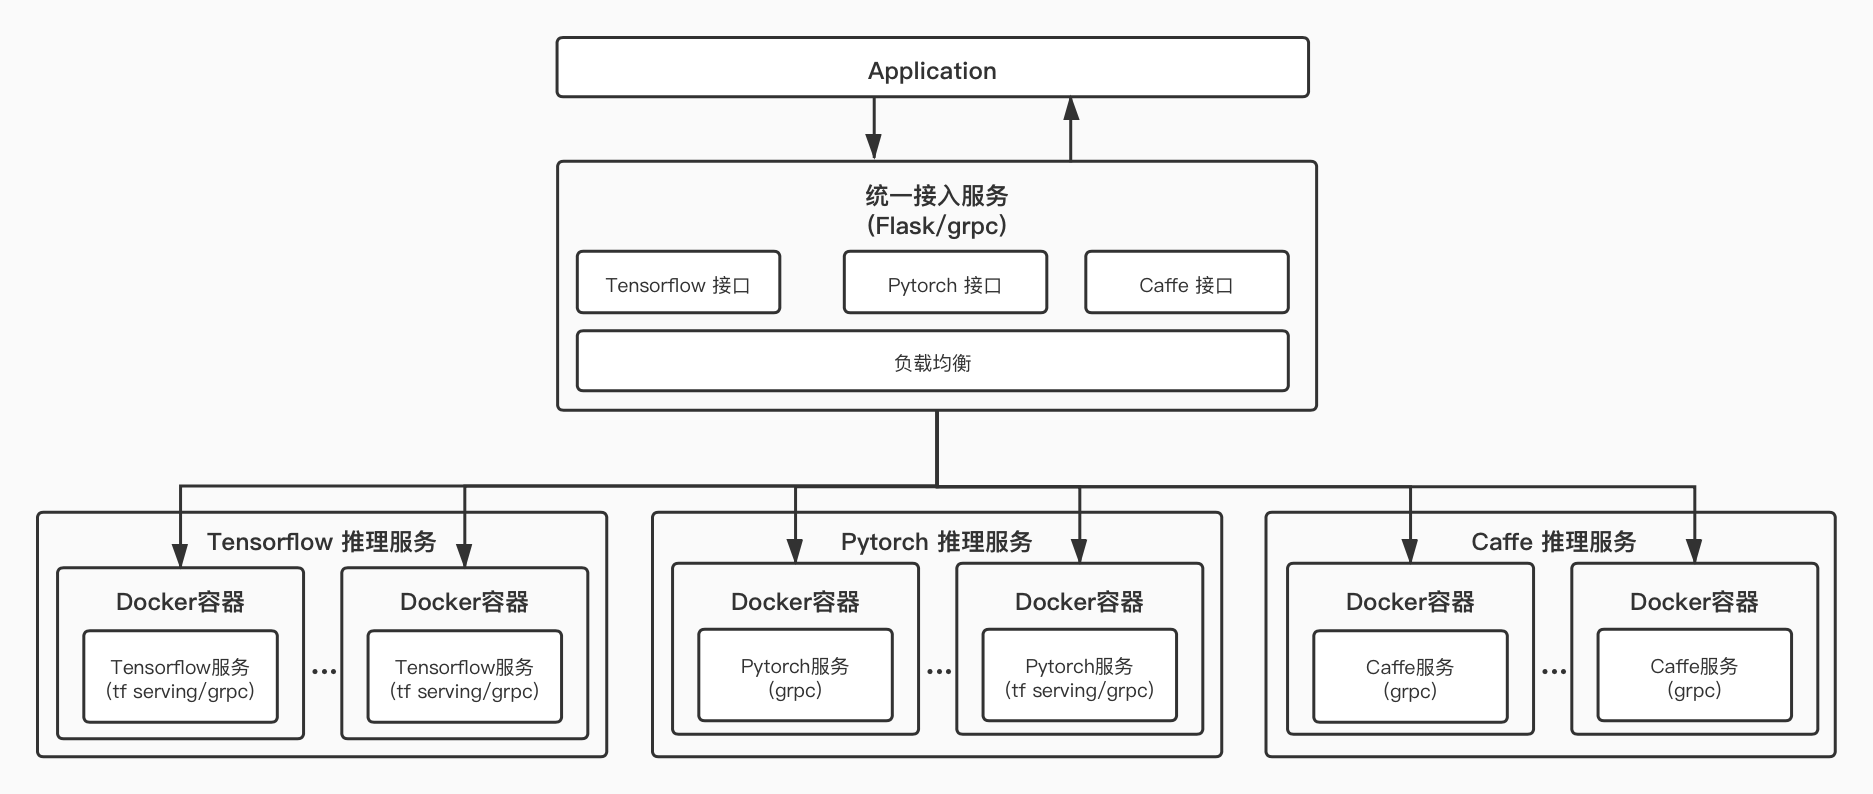 Application
统一接入服务
(Flask/grpc)
Tensorflow 接口
Pytorch 接口
Caffe 接口
负载均衡
Tensorflow 推理服务
Docker容器
Tensorflow服务
(tf serving/grpc)
...
Docker容器
Tensorflow服务
(tf serving/grpc)
Pytorch 推理服务
Docker容器
Pytorch服务
(grpc)
...
Docker容器
Pytorch服务
(tf serving/grpc)
Caffe 推理服务
Docker容器
Caffe服务
(grpc)
...
Docker容器
Caffe服务
(grpc)